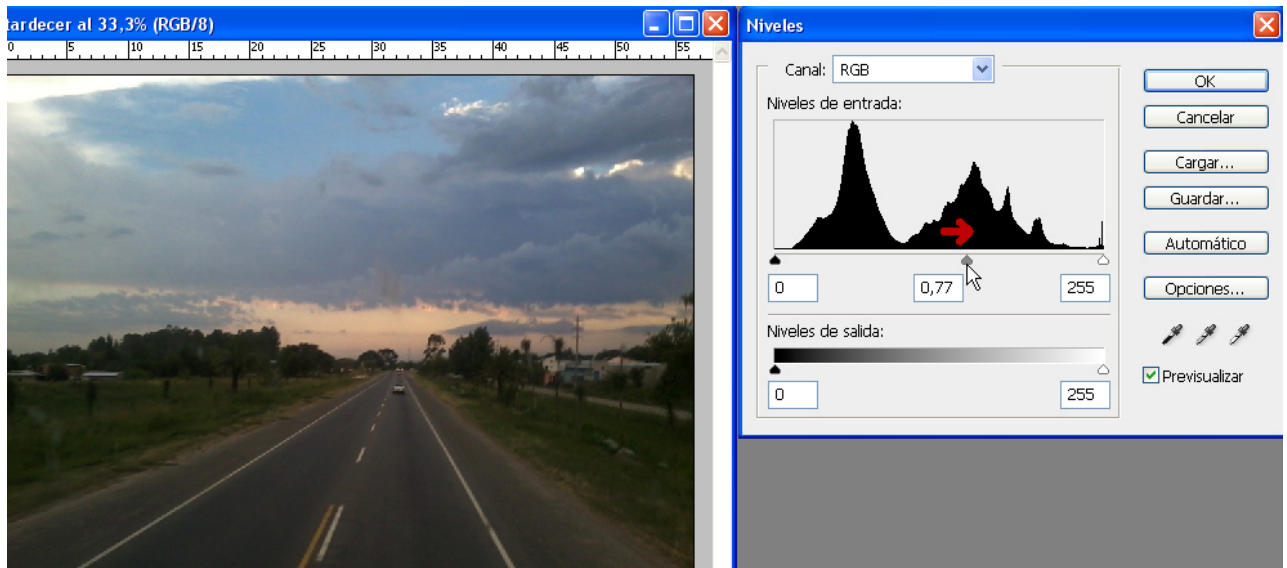 tardecer al 33,3% (RGB/8)
0 5 10 15 20 25 30 35 40 45 50 55
Niveles
Canal: RGB
Niveles de entrada:
0 0,77 255
Niveles de salida:
0 255
OK
Cancelar
Cargar...
Guardar...
Automático
Opciones...
Previsualizar